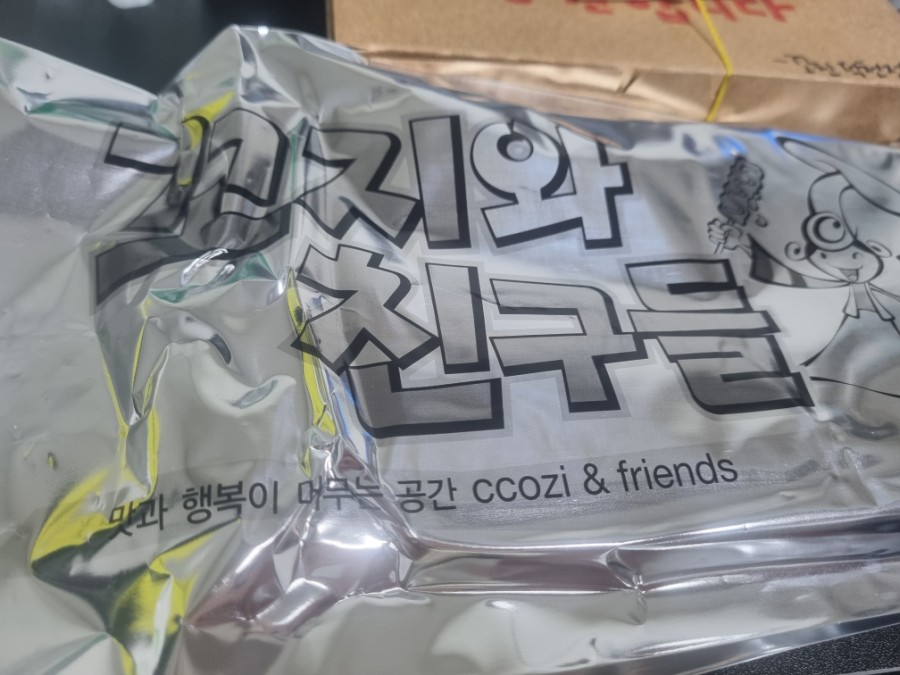 꼬지와
친구들
맛과 행복이 머무는 공간 ccozi & friends